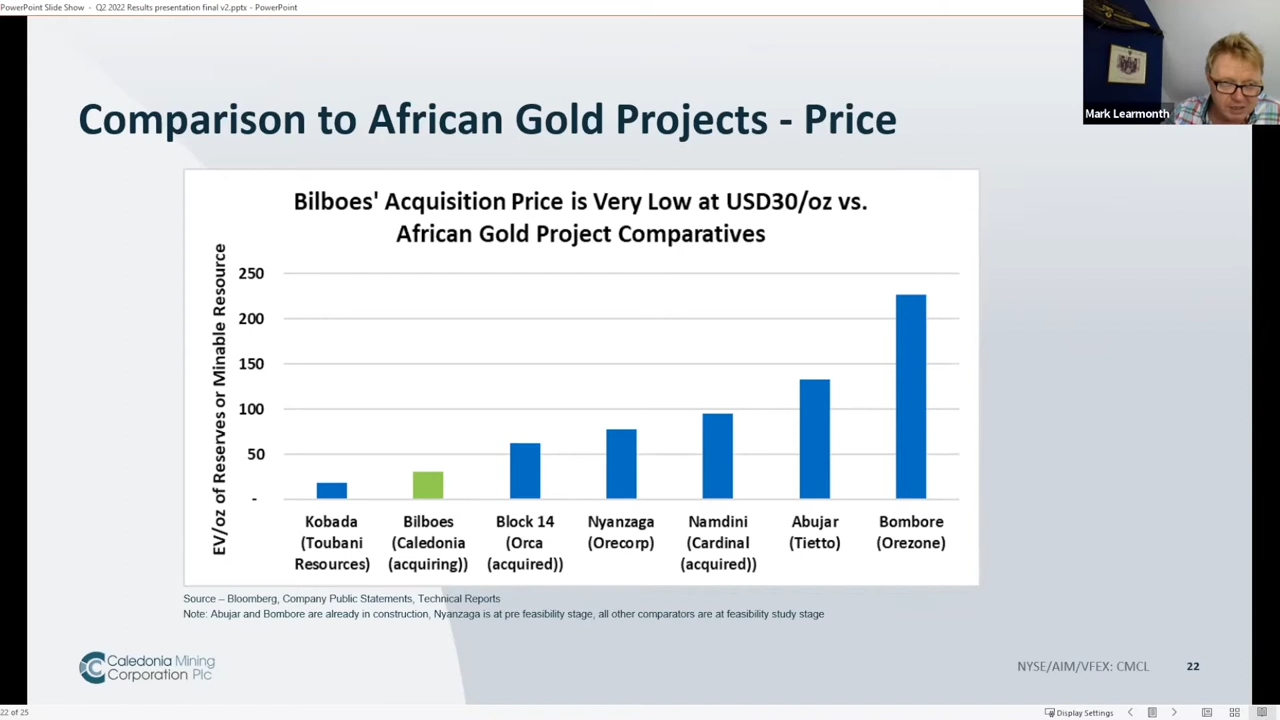 PowerPoint Slide Show - Q2 2022 Results presentation final v2.pptx - PowerPoint
Mark Learmonth
Comparison to African Gold Projects - Price
Bilboes' Acquisition Price is Very Low at USD30/oz vs.
African Gold Project Comparatives
EV/oz of Reserves or Minable Resource
250
200
150
100
50
-
Kobada
(Toubani
Resources)
Bilboes
(Caledonia
(acquiring))
Block 14
(Orca
(acquired))
Nyanzaga
(Orecorp)
Namdini
(Cardinal
(acquired))
Abujar
(Tietto)
Bombore
(Orezone)
Source – Bloomberg, Company Public Statements, Technical Reports
Note: Abujar and Bombore are already in construction, Nyanzaga is at pre feasibility stage, all other comparators are at feasibility study stage
Caledonia Mining
Corporation Plc
NYSE/AIM/VFEX: CMCL
22
22 of 25
Display Settings